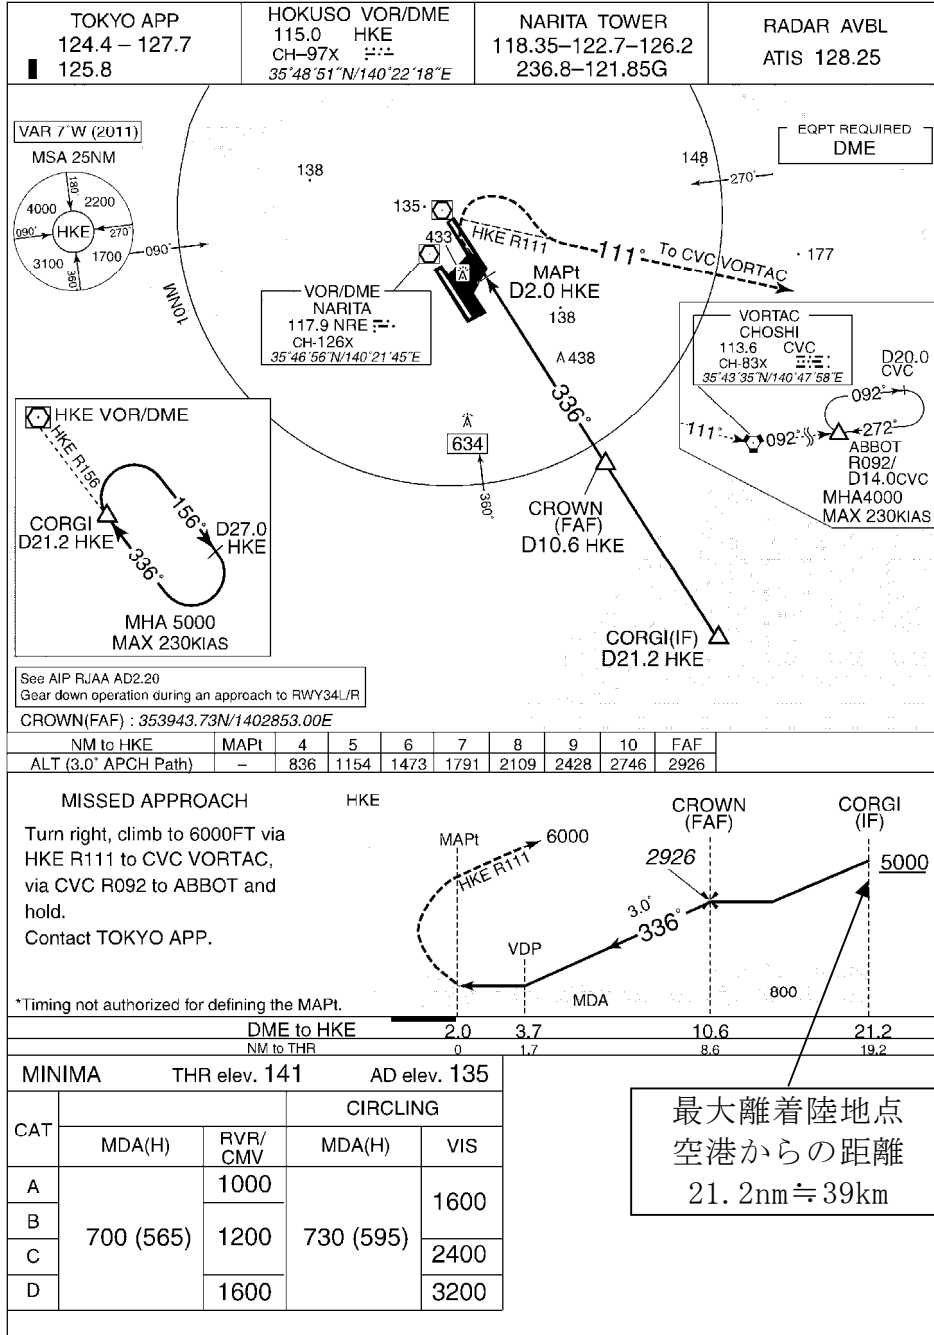 TOKYO APP
124.4 – 127.7
125.8
HOKUSO VOR/DME
115.0 HKE
CH–97X
35°48′51″N/140°22′18″E
NARITA TOWER
118.35–122.7–126.2
236.8–121.85G
RADAR AVBL
ATIS 128.25
VAR 7°W (2011)
MSA 25NM
180°
4000
2200
090°
HKE
270°
3100
1700
360°
090°
10NM
138
EQPT REQUIRED
DME
148
270°
135
433
HKE R111
111°
To CVC VORTAC
177
VOR/DME
NARITA
117.9 NRE
CH-126X
35°46′56″N/140°21′45″E
MAPt
D2.0 HKE
138
438
336°
VORTAC
CHOSHI
113.6 CVC
CH-83X
35°43′35″N/140°47′58″E
D20.0
CVC
092°
111°
092°
272°
ABBOT
R092/
D14.0CVC
MHA4000
MAX 230KIAS
634
360°
HKE VOR/DME
HKE R156
CORGI
D21.2 HKE
156°
D27.0
HKE
336°
MHA 5000
MAX 230KIAS
CROWN
(FAF)
D10.6 HKE
CORGI(IF)
D21.2 HKE
See AIP RJAA AD2.20
Gear down operation during an approach to RWY34L/R
CROWN(FAF) : 353943.73N/1402853.00E
NM to HKE MAPt 4 5 6 7 8 9 10 FAF
ALT (3.0° APCH Path) – 836 1154 1473 1791 2109 2428 2746 2926
MISSED APPROACH
Turn right, climb to 6000FT via
HKE R111 to CVC VORTAC,
via CVC R092 to ABBOT and
hold.
Contact TOKYO APP.
*Timing not authorized for defining the MAPt.
HKE
MAPt
6000
HKE R111
VDP
3.0°
336°
2926
CROWN
(FAF)
CORGI
(IF)
5000
MDA
800
DME to HKE 2.0 3.7 10.6 21.2
NM to THR 0 1.7 8.6 19.2
MINIMA THR elev. 141 AD elev. 135
CAT
CIRCLING
MDA(H)
RVR/
CMV
MDA(H)
VIS
A
B
C
D
700 (565)
1000
1200
1600
730 (595)
1600
2400
3200
最大離着陸地点
空港からの距離
21.2nm≒39km